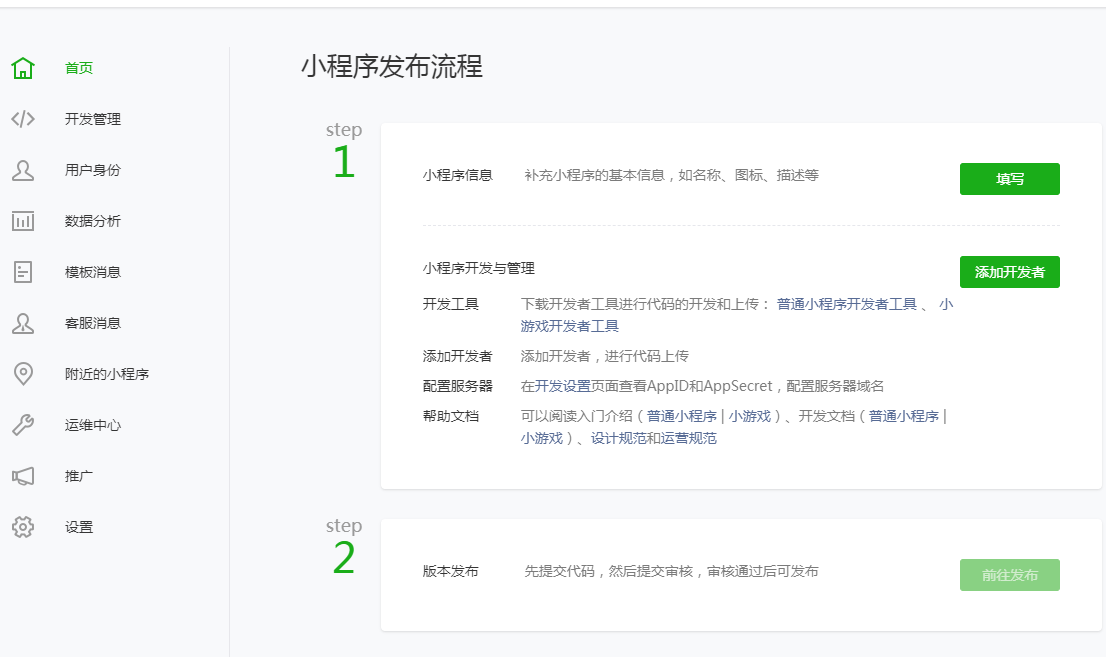 首页
开发管理
用户身份
数据分析
模板消息
客服消息
附近的小程序
运维中心
推广
设置
小程序发布流程
step
1
小程序信息 补充小程序的基本信息，如名称、图标、描述等 填写
小程序开发与管理 添加开发者
开发工具 下载开发者工具进行代码的开发和上传： 普通小程序开发者工具 、 小
游戏开发者工具
添加开发者 添加开发者，进行代码上传
配置服务器 在开发设置页面查看AppID和AppSecret，配置服务器域名
帮助文档 可以阅读入门介绍（普通小程序 | 小游戏）、开发文档（普通小程序 |
小游戏）、设计规范和运营规范
step
2
版本发布 先提交代码，然后提交审核，审核通过后可发布 前往发布